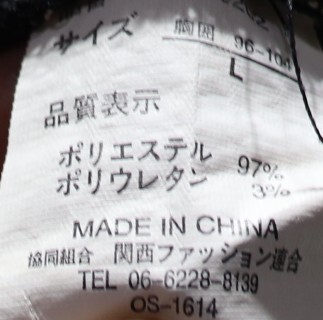 サイズ 胸囲 96-104
L
品質表示
ポリエステル 97%
ポリウレタン 3%
MADE IN CHINA
協同組合 関西ファッション連合
TEL 06-6228-8139
OS-1614